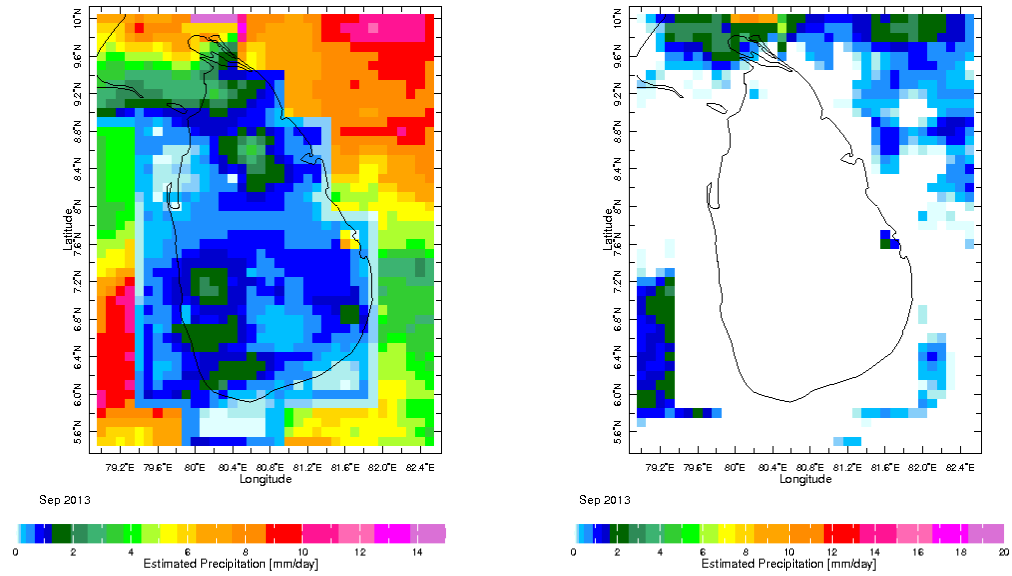 10°N
9.6°N
9.2°N
8.8°N
8.4°N
8°N
7.6°N
7.2°N
6.8°N
6.4°N
6.0°N
5.6°N
Latitude
79.2°E 79.6°E 80°E 80.4°E 80.8°E 81.2°E 81.6°E 82.0°E 82.4°E
Longitude
Sep 2013
0 2 4 6 8 10 12 14
Estimated Precipitation [mm/day]
10°N
9.6°N
9.2°N
8.8°N
8.4°N
8°N
7.6°N
7.2°N
6.8°N
6.4°N
6.0°N
5.6°N
Latitude
79.2°E 79.6°E 80°E 80.4°E 80.8°E 81.2°E 81.6°E 82.0°E 82.4°E
Longitude
Sep 2013
0 2 4 6 8 10 12 14 16 18 20
Estimated Precipitation [mm/day]